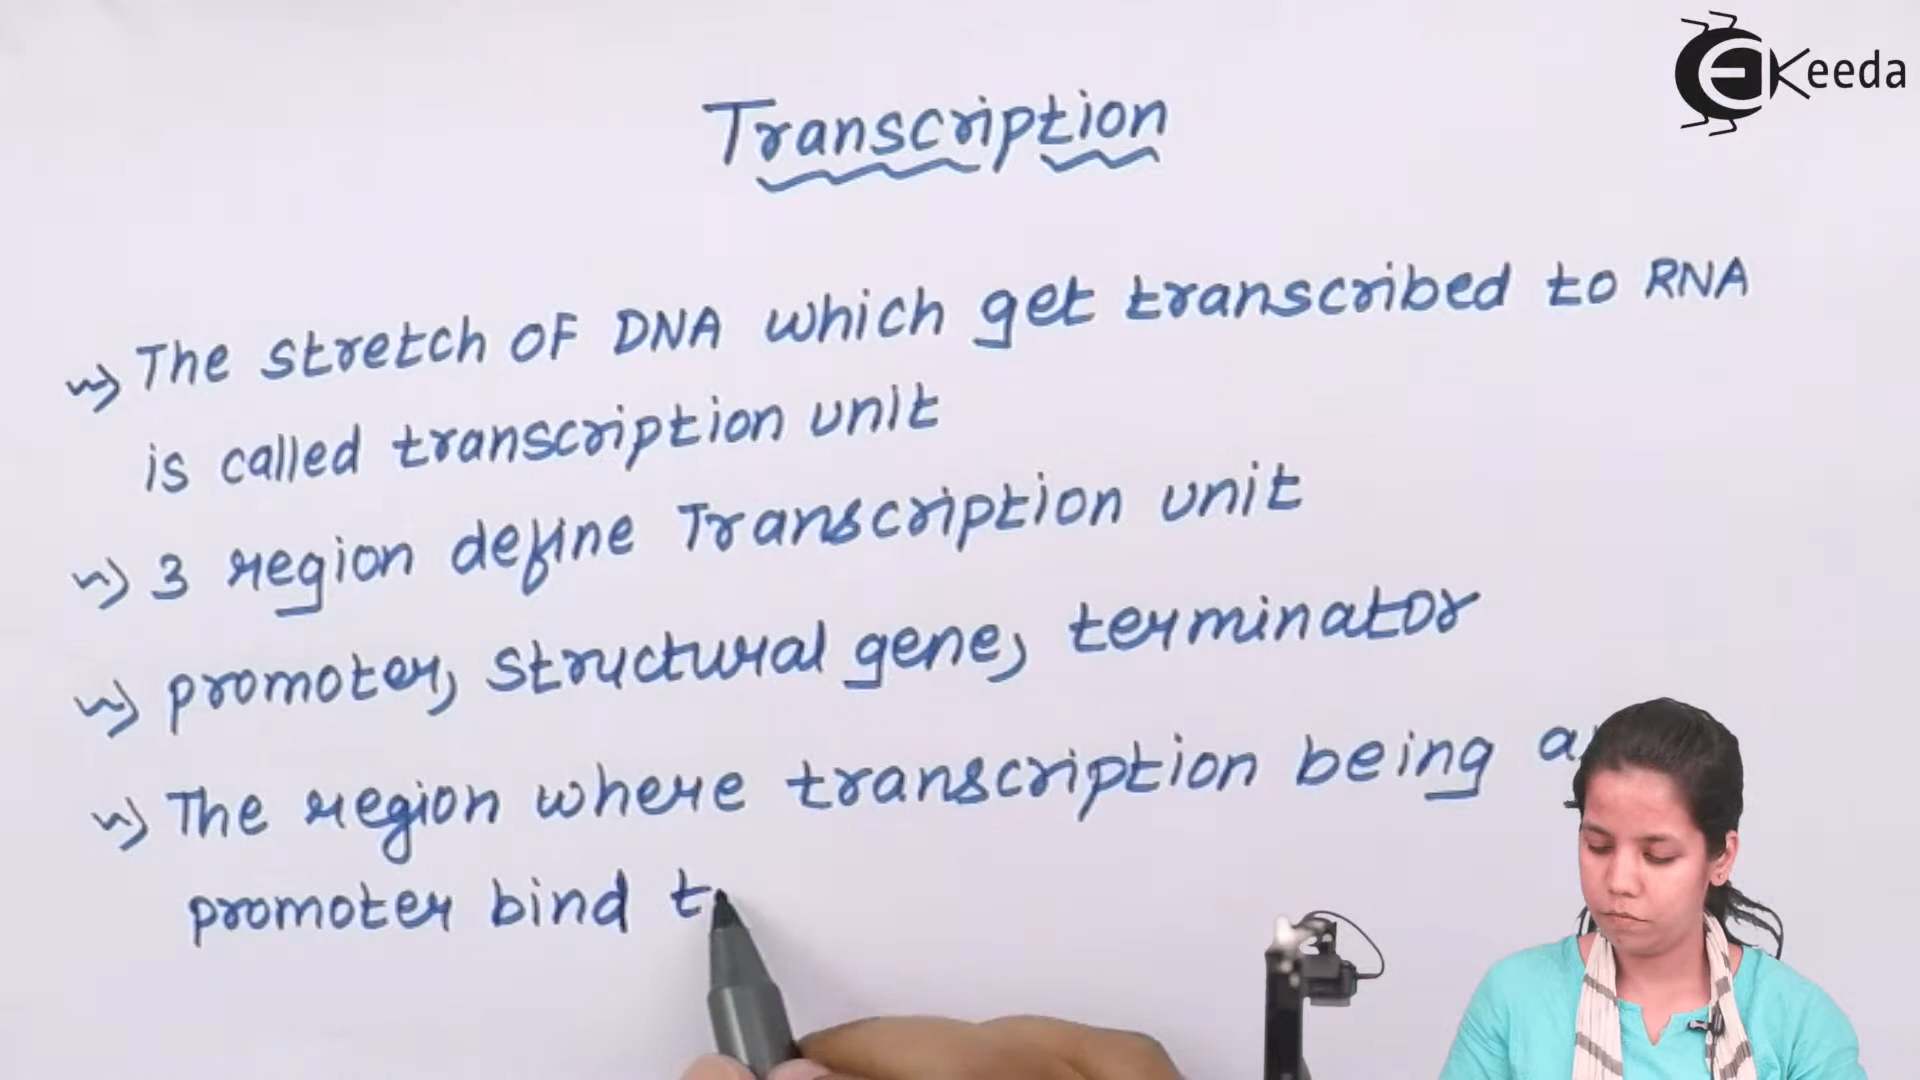 EKeeda
Transcription
The stretch OF DNA which get transcribed to RNA
is called transcription unit
3 region define Transcription unit
promoter, structural gene, terminator
The region where transcription being
promoter bind